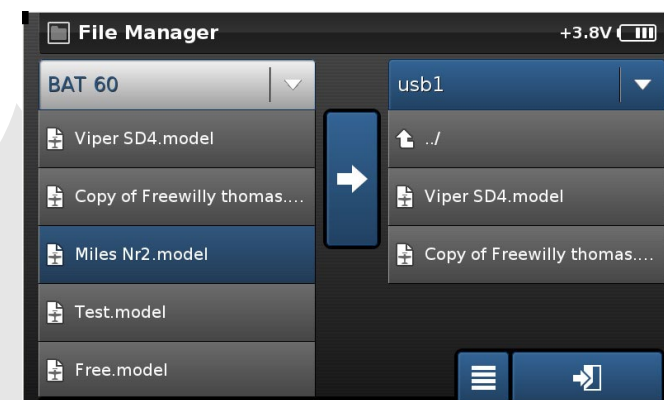 File Manager
+3.8V
BAT 60
usb1
Viper SD4.model
../
Copy of Freewilly thomas....
Viper SD4.model
Miles Nr2.model
Copy of Freewilly thomas....
Test.model
Free.model